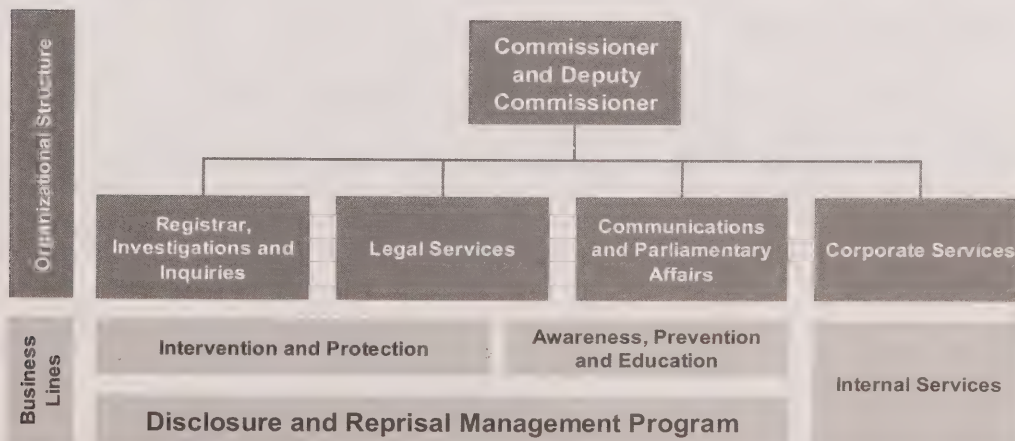 Organizational Structure
Commissioner
and Deputy
Commissioner
Registrar,
Investigations and
Inquiries
Legal Services
Communications
and Parliamentary
Affairs
Corporate Services
Business
Lines
Intervention and Protection
Awareness, Prevention
and Education
Internal Services
Disclosure and Reprisal Management Program